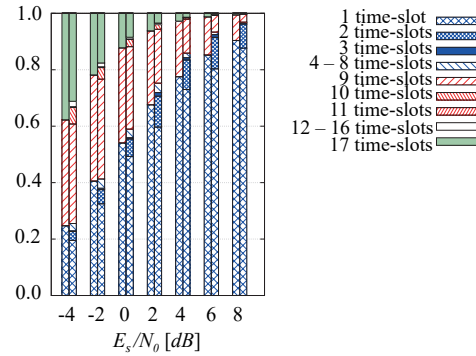 1.0
0.8
0.6
0.4
0.2
0.0
-4 -2 0 2 4 6 8
E_s/N_0 [dB]
1 time-slot
2 time-slots
3 time-slots
4 – 8 time-slots
9 time-slots
10 time-slots
11 time-slots
12 – 16 time-slots
17 time-slots